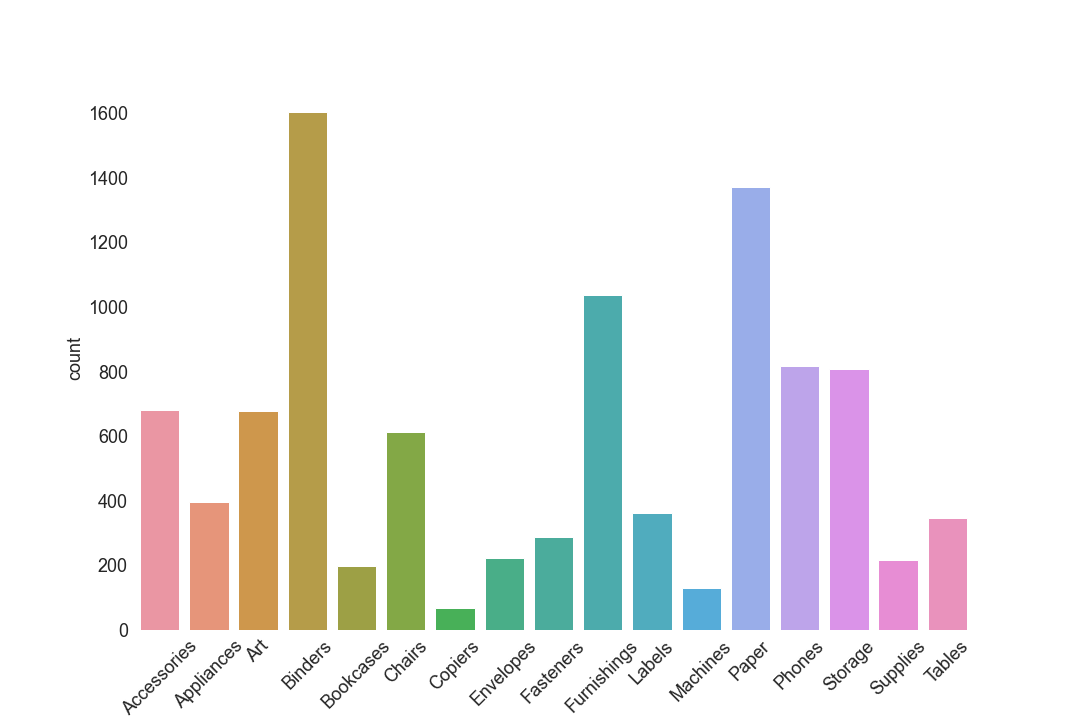 1600
1400
1200
1000
800
600
400
200
0
count
Accessories
Appliances
Art
Binders
Bookcases
Chairs
Copiers
Envelopes
Fasteners
Furnishings
Labels
Machines
Paper
Phones
Storage
Supplies
Tables